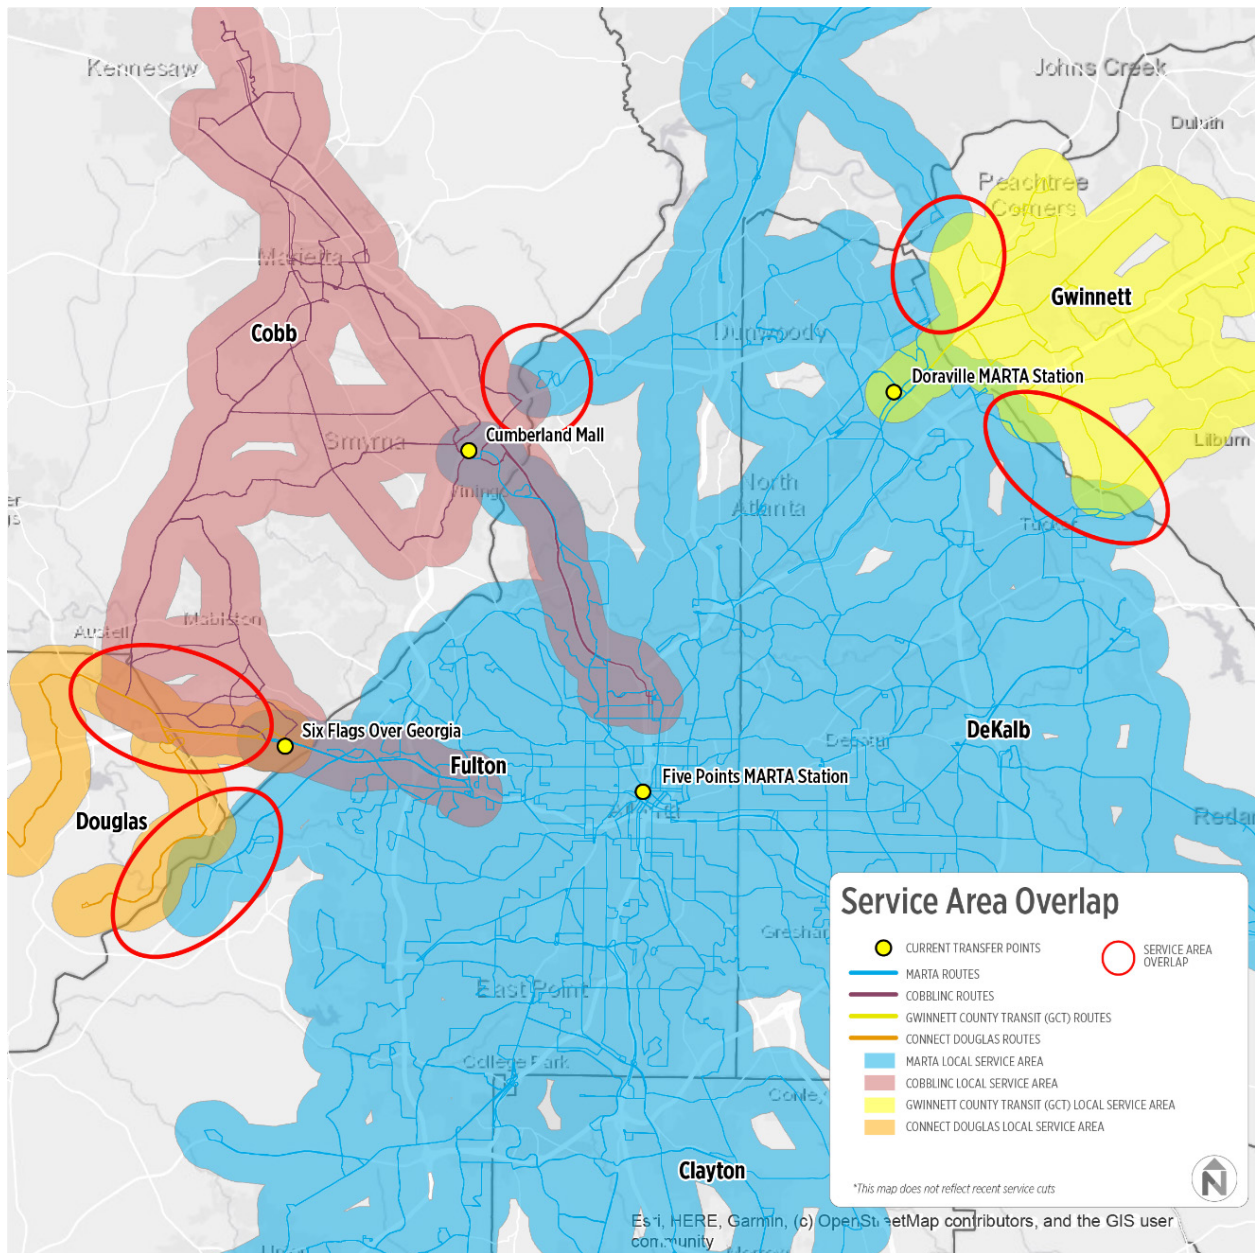 Kennesaw
Johns Creek
Duluth
Peachtree
Corners
Marietta
Gwinnett
Cobb
Dunwoody
Doraville MARTA Station
Cumberland Mall
Smyrna
Lilburn
Vinings
North
Atlanta
Tucker
Mableton
Austell
Six Flags Over Georgia
DeKalb
Decatur
Fulton
Five Points MARTA Station
Atlanta
Douglas
Service Area Overlap
CURRENT TRANSFER POINTS
SERVICE AREA
OVERLAP
MARTA ROUTES
COBBLINC ROUTES
GWINNETT COUNTY TRANSIT (GCT) ROUTES
CONNECT DOUGLAS ROUTES
MARTA LOCAL SERVICE AREA
COBBLINC LOCAL SERVICE AREA
GWINNETT COUNTY TRANSIT (GCT) LOCAL SERVICE AREA
CONNECT DOUGLAS LOCAL SERVICE AREA
*This map does not reflect recent service cuts
N
East Point
College Park
Conley
Clayton
Esri, HERE, Garmin, (c) OpenStreetMap contributors, and the GIS user
community